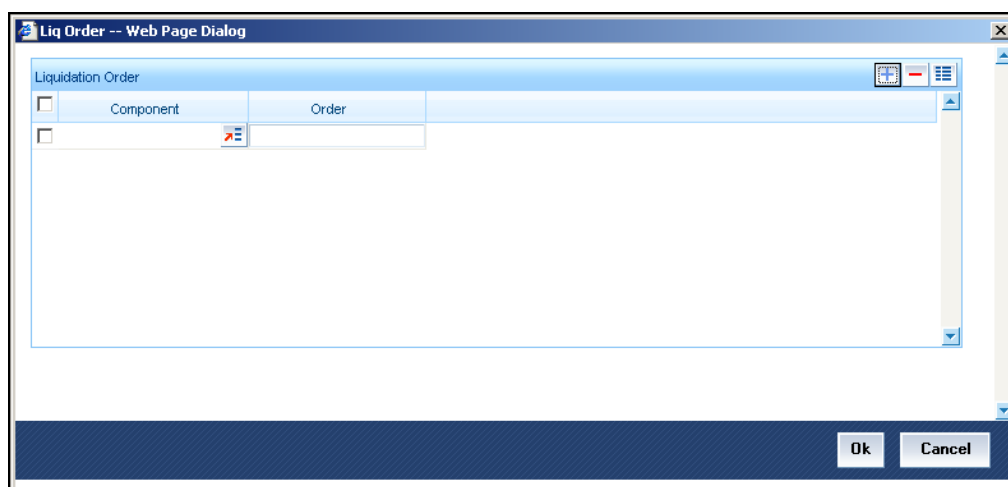 Liq Order -- Web Page Dialog
Liquidation Order
Component Order
Ok Cancel